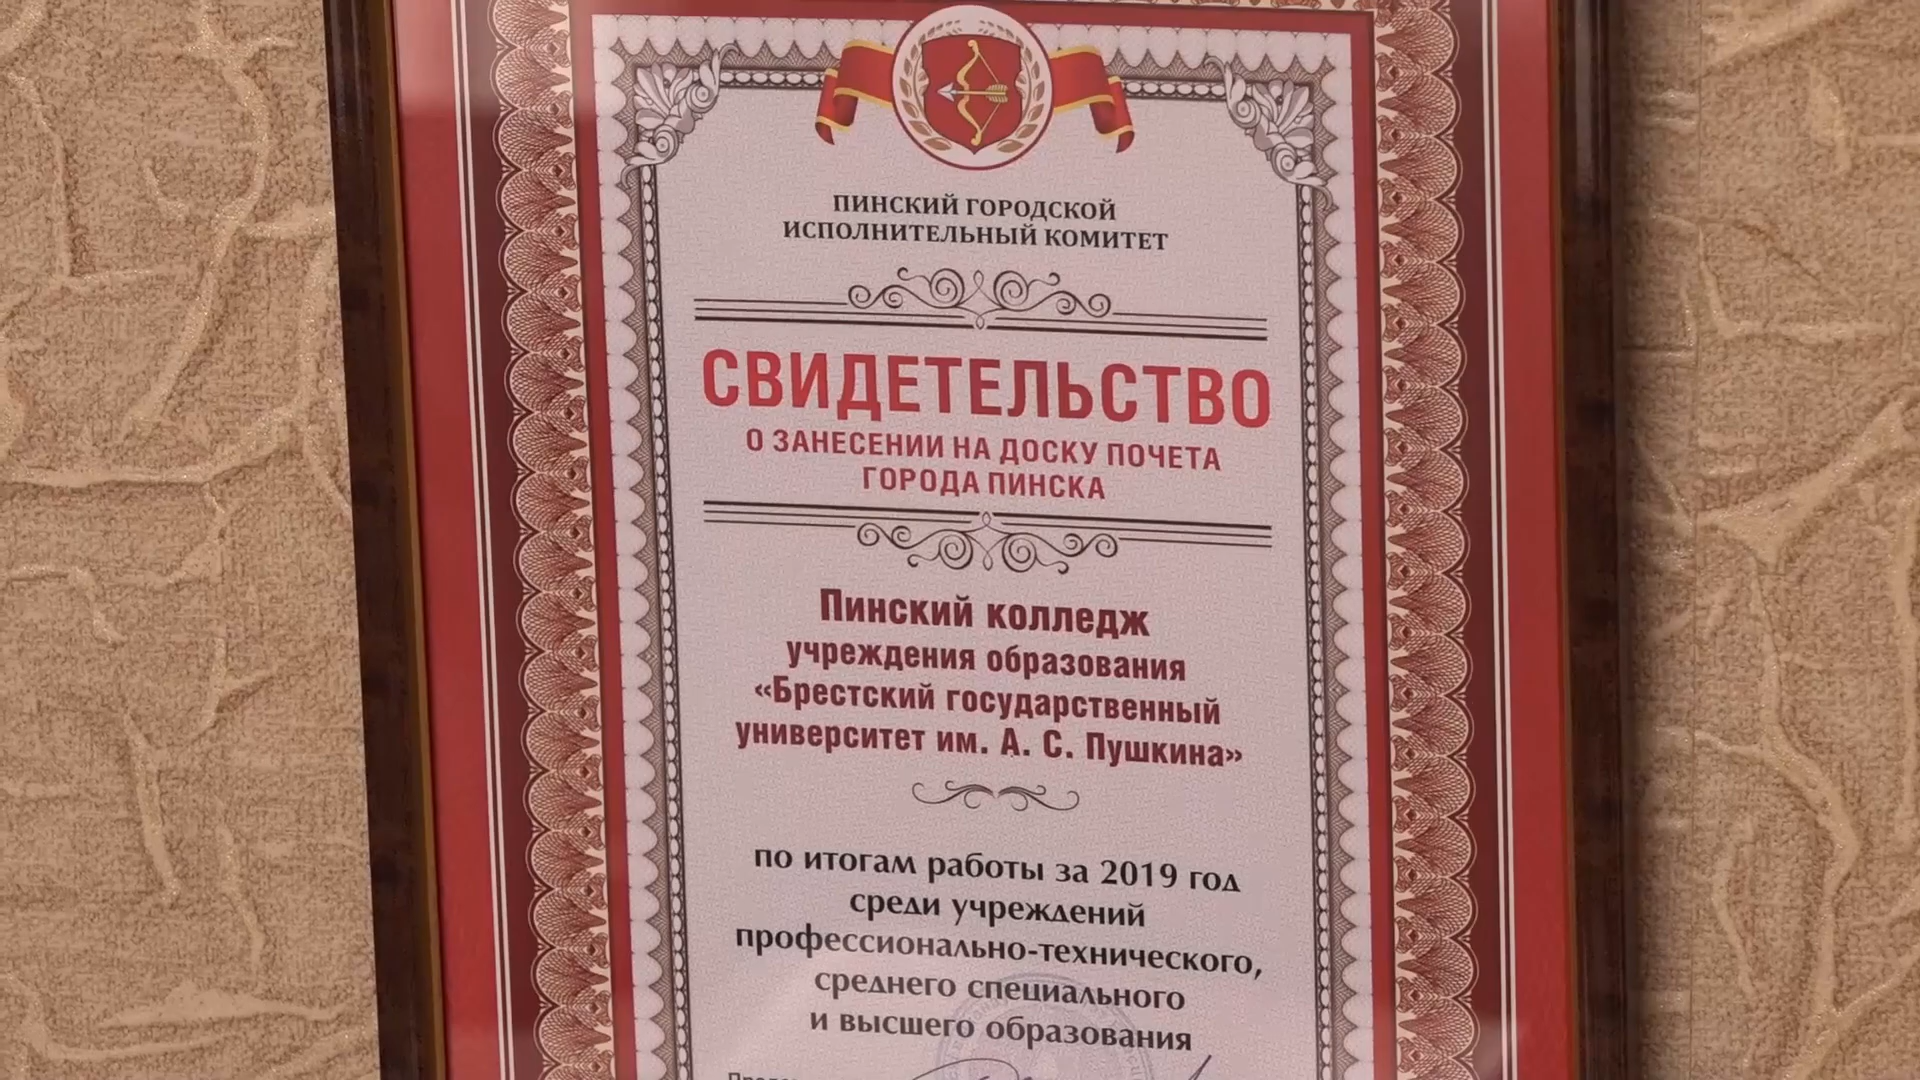 ПИНСКИЙ ГОРОДСКОЙ
ИСПОЛНИТЕЛЬНЫЙ КОМИТЕТ
СВИДЕТЕЛЬСТВО
О ЗАНЕСЕНИИ НА ДОСКУ ПОЧЕТА
ГОРОДА ПИНСКА
Пинский колледж
учреждения образования
«Брестский государственный
университет им. А. С. Пушкина»
по итогам работы за 2019 год
среди учреждений
профессионально-технического,
среднего специального
и высшего образования